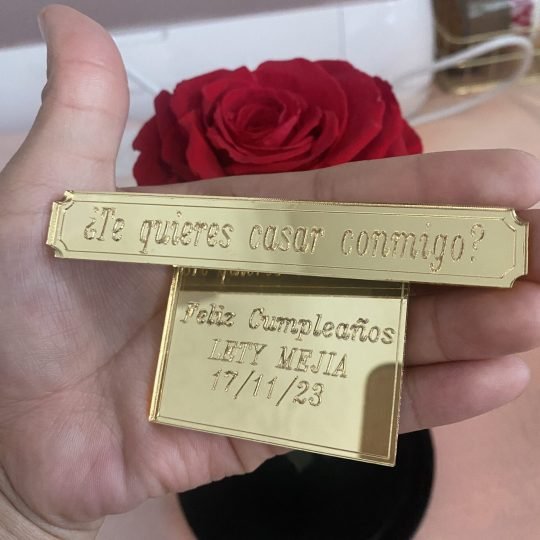 ¿Te quieres casar conmigo?
Feliz Cumpleaños
LETY MEJIA
17/11/23